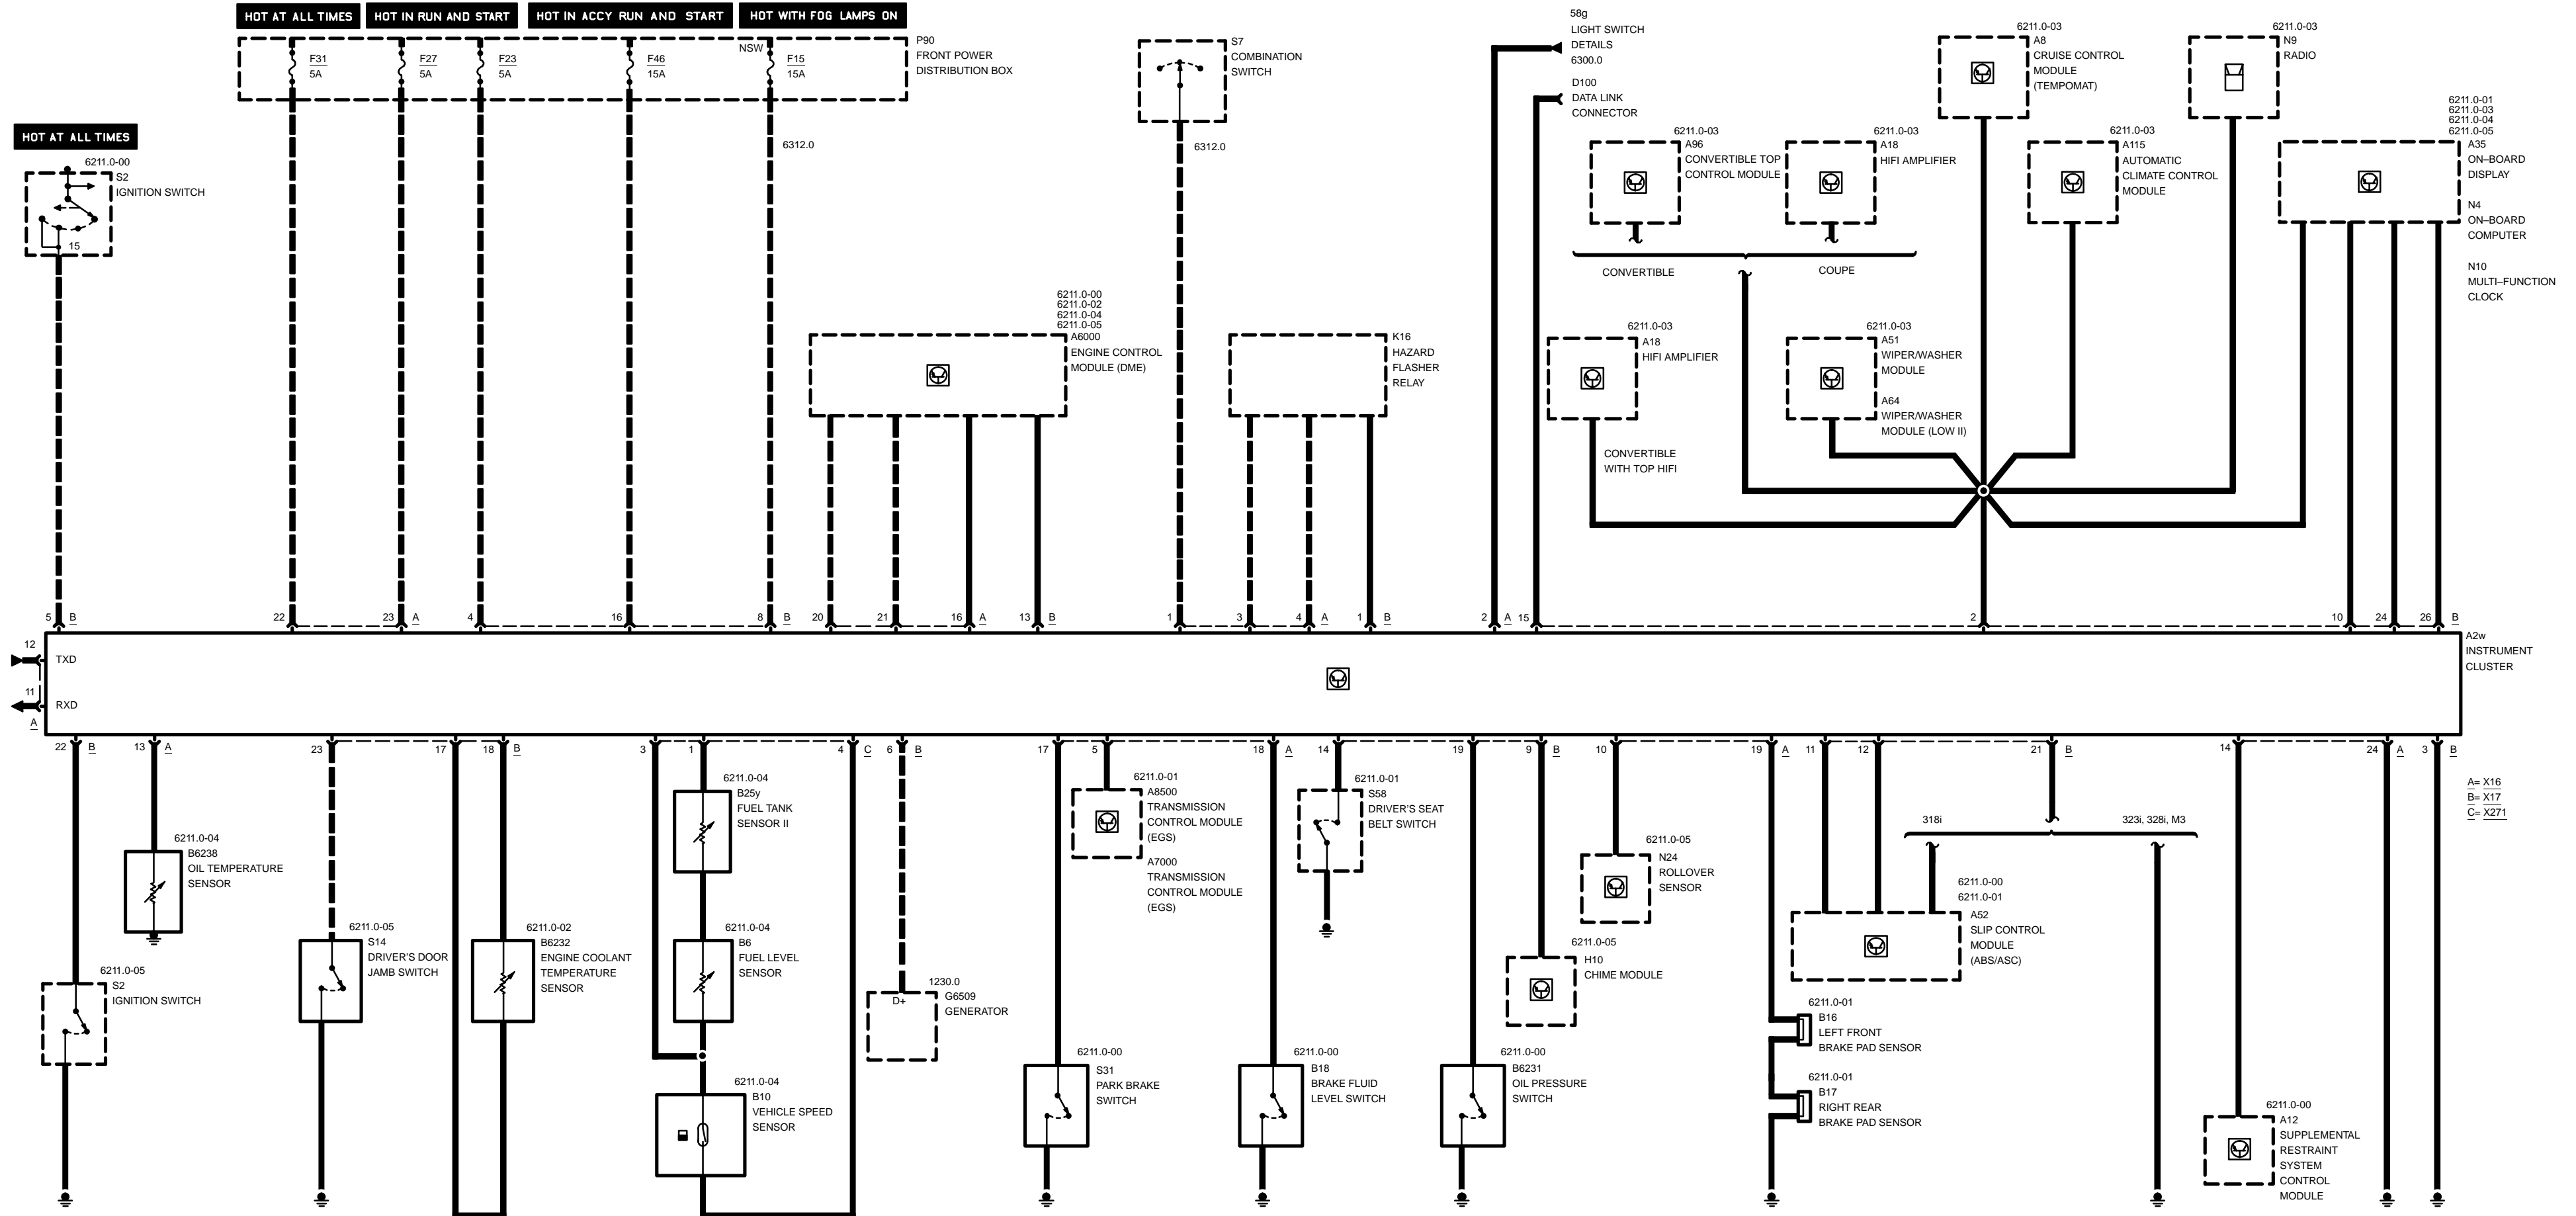 HOT AT ALL TIMES
HOT IN RUN AND START
HOT IN ACCY RUN AND START
HOT WITH FOG LAMPS ON
F31
5A
F27
5A
F23
5A
F46
15A
NSW
F15
15A
P90
FRONT POWER
DISTRIBUTION BOX
6312.0
S7
COMBINATION
SWITCH
6312.0
58g
LIGHT SWITCH
DETAILS
6300.0
D100
DATA LINK
CONNECTOR
6211.0-03
A8
CRUISE CONTROL
MODULE
(TEMPOMAT)
6211.0-03
N9
RADIO
HOT AT ALL TIMES
6211.0-00
S2
IGNITION SWITCH
15
6211.0-03
A96
CONVERTIBLE TOP
CONTROL MODULE
6211.0-03
A18
HIFI AMPLIFIER
6211.0-03
A115
AUTOMATIC
CLIMATE CONTROL
MODULE
6211.0-01
6211.0-03
6211.0-04
6211.0-05
A35
ON–BOARD
DISPLAY
N4
ON–BOARD
COMPUTER
N10
MULTI–FUNCTION
CLOCK
CONVERTIBLE
COUPE
6211.0-00
6211.0-02
6211.0-04
6211.0-05
A6000
ENGINE CONTROL
MODULE (DME)
K16
HAZARD
FLASHER
RELAY
6211.0-03
A18
HIFI AMPLIFIER
CONVERTIBLE
WITH TOP HIFI
6211.0-03
A51
WIPER/WASHER
MODULE
A64
WIPER/WASHER
MODULE (LOW II)
5 B 22 23 A 4 16 8 B 20 21 16 A 13 B 1 3 4 A 1 B 2 A 15 2 10 24 26 B
12
TXD
11
RXD
A
A2w
INSTRUMENT
CLUSTER
22 B 13 A 23 17 18 B 3 1 4 C 6 B 17 5 18 A 14 19 9 B 10 19 A 11 12 21 B 14 24 A 3 B
A= X16
B= X17
C= X271
6211.0-04
B6238
OIL TEMPERATURE
SENSOR
6211.0-05
S2
IGNITION SWITCH
6211.0-05
S14
DRIVER'S DOOR
JAMB SWITCH
6211.0-02
B6232
ENGINE COOLANT
TEMPERATURE
SENSOR
6211.0-04
B25y
FUEL TANK
SENSOR II
6211.0-04
B6
FUEL LEVEL
SENSOR
6211.0-04
B10
VEHICLE SPEED
SENSOR
1230.0
D+
G6509
GENERATOR
6211.0-01
A8500
TRANSMISSION
CONTROL MODULE
(EGS)
A7000
TRANSMISSION
CONTROL MODULE
(EGS)
6211.0-00
S31
PARK BRAKE
SWITCH
6211.0-01
S58
DRIVER'S SEAT
BELT SWITCH
6211.0-00
B18
BRAKE FLUID
LEVEL SWITCH
6211.0-00
B6231
OIL PRESSURE
SWITCH
6211.0-05
H10
CHIME MODULE
6211.0-05
N24
ROLLOVER
SENSOR
318i
323i, 328i, M3
6211.0-00
6211.0-01
A52
SLIP CONTROL
MODULE
(ABS/ASC)
6211.0-01
B16
LEFT FRONT
BRAKE PAD SENSOR
6211.0-01
B17
RIGHT REAR
BRAKE PAD SENSOR
6211.0-00
A12
SUPPLEMENTAL
RESTRAINT
SYSTEM
CONTROL
MODULE